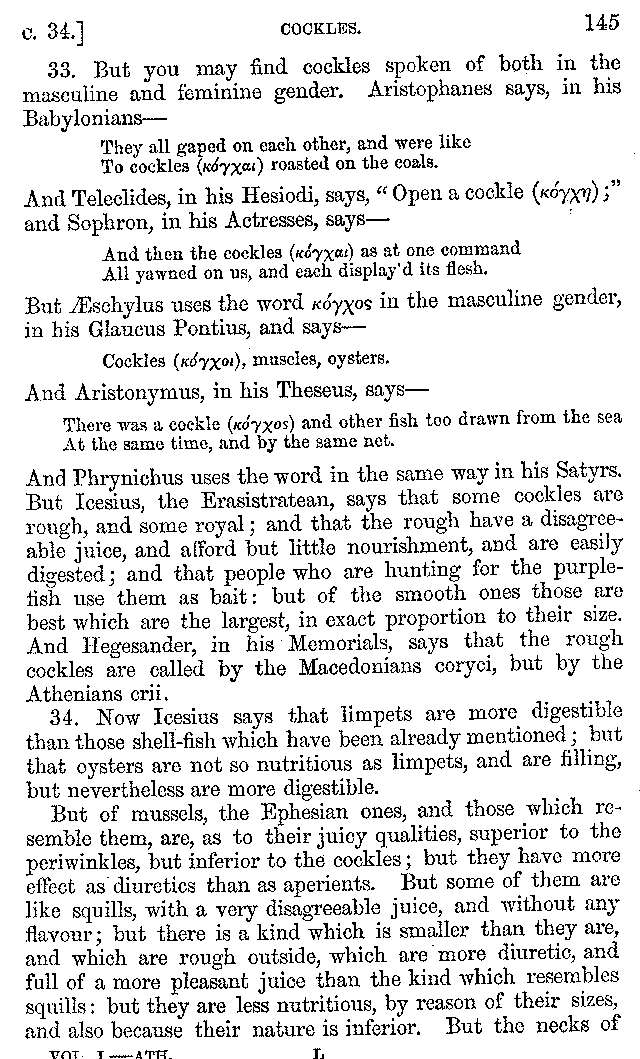 c. 34.] COCKLES. 145
33. But you may find cockles spoken of both in the
masculine and feminine gender. Aristophanes says, in his
Babylonians—
They all gaped on each other, and were like
To cockles (κόγχαι) roasted on the coals.
And Teleclides, in his Hesiodi, says, “Open a cockle (κόγχη);”
and Sophron, in his Actresses, says—
And then the cockles (κόγχαι) as at one command
All yawned on us, and each display'd its flesh.
But Æschylus uses the word κόγχος in the masculine gender,
in his Glaucus Pontius, and says—
Cockles (κόγχοι), muscles, oysters.
And Aristonymus, in his Theseus, says—
There was a cockle (κόγχος) and other fish too drawn from the sea
At the same time, and by the same net.
And Phrynichus uses the word in the same way in his Satyrs.
But Icesius, the Erasistratean, says that some cockles are
rough, and some royal; and that the rough have a disagree-
able juice, and afford but little nourishment, and are easily
digested; and that people who are hunting for the purple-
fish use them as bait: but of the smooth ones those are
best which are the largest, in exact proportion to their size.
And Hegesander, in his Memorials, says that the rough
cockles are called by the Macedonians coryci, but by the
Athenians crii.
34. Now Icesius says that limpets are more digestible
than those shell-fish which have been already mentioned; but
that oysters are not so nutritious as limpets, and are filling,
but nevertheless are more digestible.
But of mussels, the Ephesian ones, and those which re-
semble them, are, as to their juicy qualities, superior to the
periwinkles, but inferior to the cockles; but they have more
effect as diuretics than as aperients. But some of them are
like squills, with a very disagreeable juice, and without any
flavour; but there is a kind which is smaller than they are,
and which are rough outside, which are more diuretic, and
full of a more pleasant juice than the kind which resembles
squills: but they are less nutritious, by reason of their sizes,
and also because their nature is inferior. But the necks of
VOL. I.—ATH. L